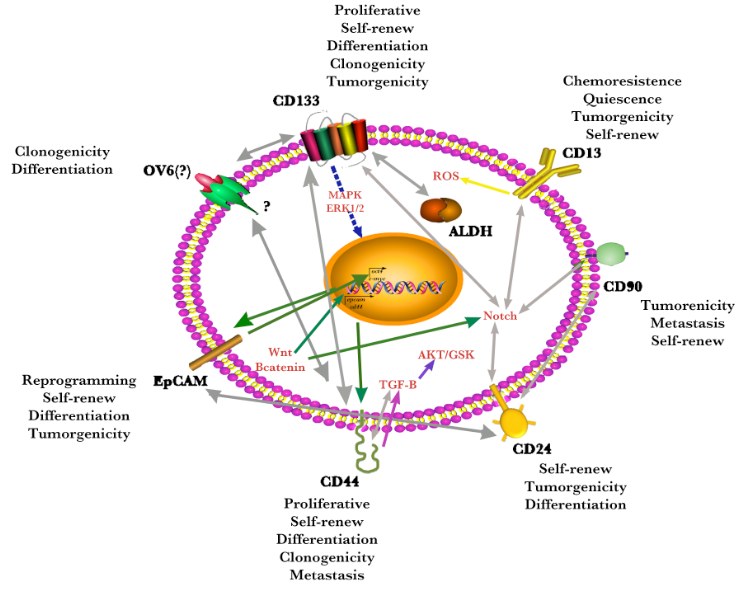 Proliferative
Self-renew
Differentiation
Clonogenicity
Tumorgenicity
CD133
Chemoresistence
Quiescence
Tumorgenicity
Self-renew
CD13
Clonogenicity
Differentiation
OV6(?)
?
ROS
MAPK
ERK1/2
ALDH
CD90
Tumorenicity
Metastasis
Self-renew
Notch
Wnt
Bcatenin
AKT/GSK
TGF-B
EpCAM
Reprogramming
Self-renew
Differentiation
Tumorgenicity
CD24
Self-renew
Tumorgenicity
Differentiation
CD44
Proliferative
Self-renew
Differentiation
Clonogenicity
Metastasis